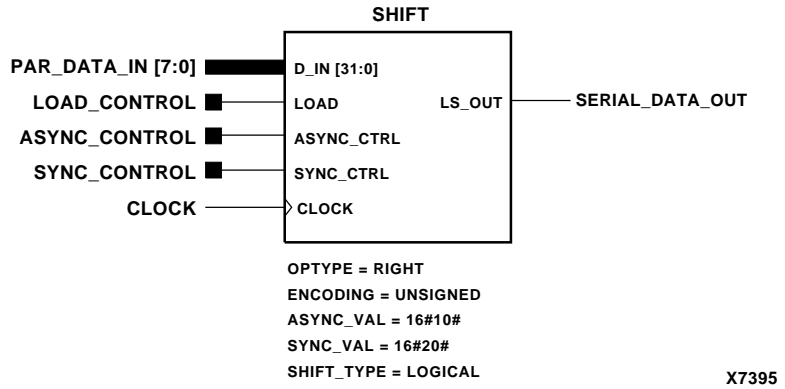 SHIFT
PAR_DATA_IN [7:0] D_IN [31:0]
LOAD_CONTROL LOAD LS_OUT SERIAL_DATA_OUT
ASYNC_CONTROL ASYNC_CTRL
SYNC_CONTROL SYNC_CTRL
CLOCK CLOCK
OPTYPE = RIGHT
ENCODING = UNSIGNED
ASYNC_VAL = 16#10#
SYNC_VAL = 16#20#
SHIFT_TYPE = LOGICAL
X7395